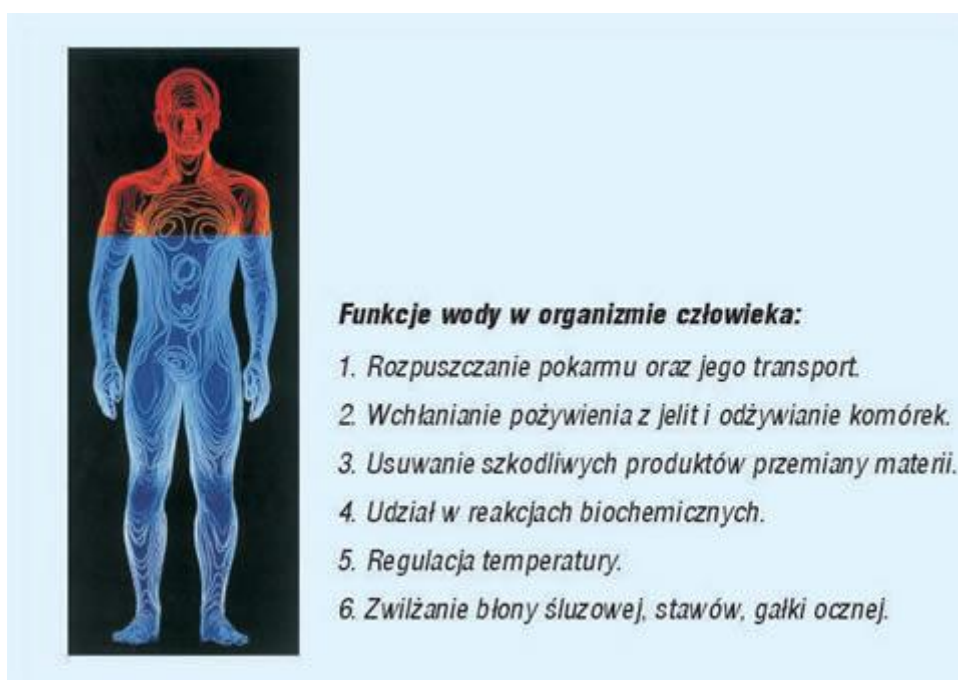 Funkcje wody w organizmie człowieka:
1. Rozpuszczanie pokarmu oraz jego transport.
2. Wchłanianie pożywienia z jelit i odżywianie komórek.
3. Usuwanie szkodliwych produktów przemiany materii.
4. Udział w reakcjach biochemicznych.
5. Regulacja temperatury.
6. Zwilżanie błony śluzowej, stawów, gałki ocznej.